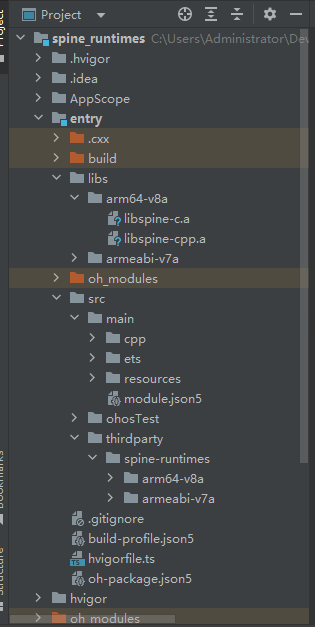 Project
Project
spine_runtimes C:\Users\Administrator\De
.hvigor
.idea
AppScope
entry
.cxx
build
libs
arm64-v8a
libspine-c.a
libspine-cpp.a
armeabi-v7a
oh_modules
src
main
cpp
ets
resources
module.json5
ohosTest
thirdparty
spine-runtimes
arm64-v8a
armeabi-v7a
.gitignore
build-profile.json5
TS hvigorfile.ts
oh-package.json5
hvigor
oh_modules
Bookmarks
Structure